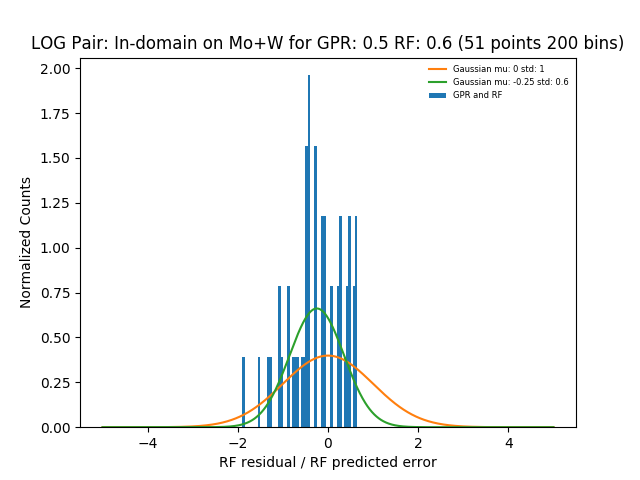 LOG Pair: In-domain on Mo+W for GPR: 0.5 RF: 0.6 (51 points 200 bins)
Gaussian mu: 0 std: 1
Gaussian mu: -0.25 std: 0.6
GPR and RF
Normalized Counts
2.00
1.75
1.50
1.25
1.00
0.75
0.50
0.25
0.00
−4
−2
0
2
4
RF residual / RF predicted error